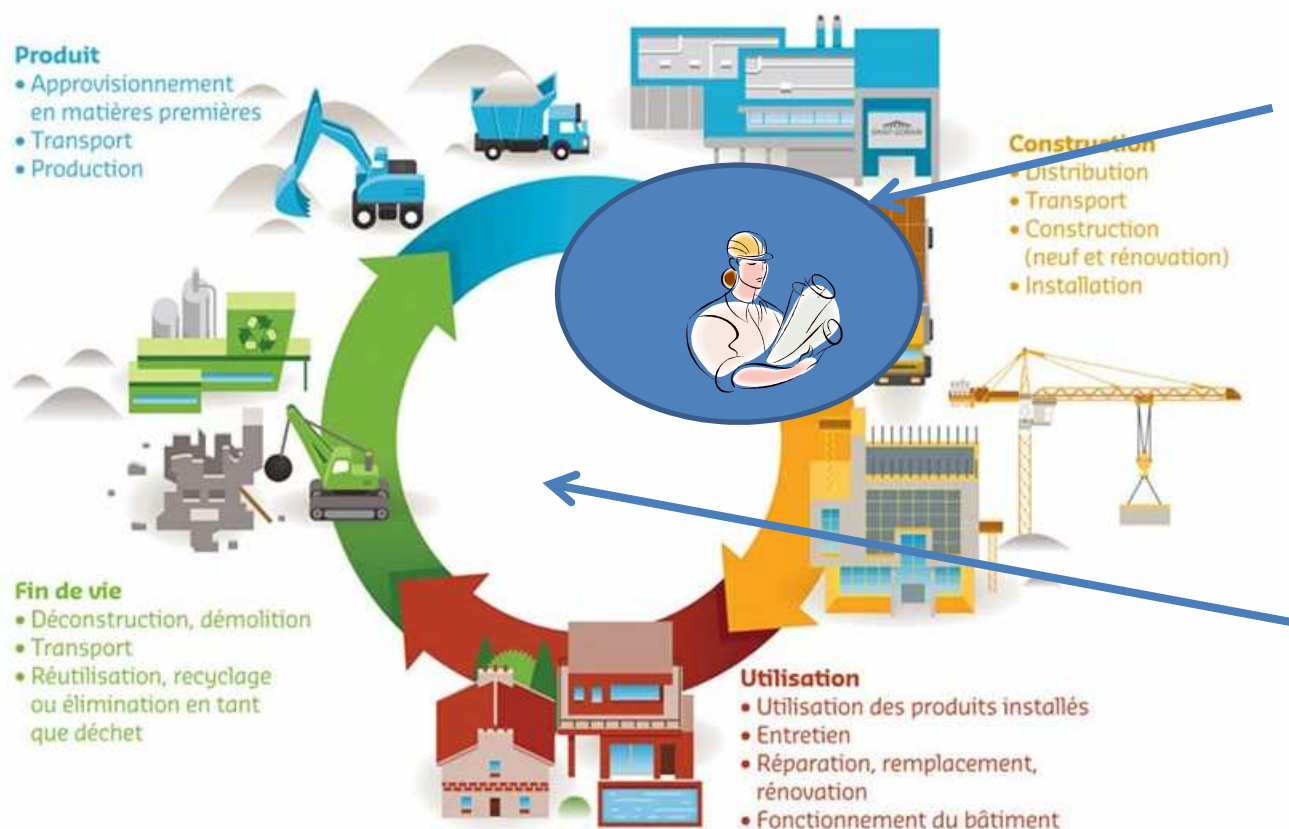 Produit
• Approvisionnement
en matières premières
• Transport
• Production
SAINT-GOBAIN
Construction
• Distribution
• Transport
• Construction
(neuf et rénovation)
• Installation
Fin de vie
• Déconstruction, démolition
• Transport
• Réutilisation, recyclage
ou élimination en tant
que déchet
Utilisation
• Utilisation des produits installés
• Entretien
• Réparation, remplacement,
rénovation
• Fonctionnement du bâtiment